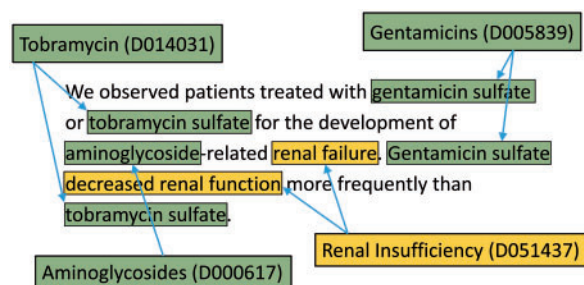 Tobramycin (D014031)
Gentamicins (D005839)
We observed patients treated with gentamicin sulfate
or tobramycin sulfate for the development of
aminoglycoside-related renal failure. Gentamicin sulfate
decreased renal function more frequently than
tobramycin sulfate.
Aminoglycosides (D000617)
Renal Insufficiency (D051437)